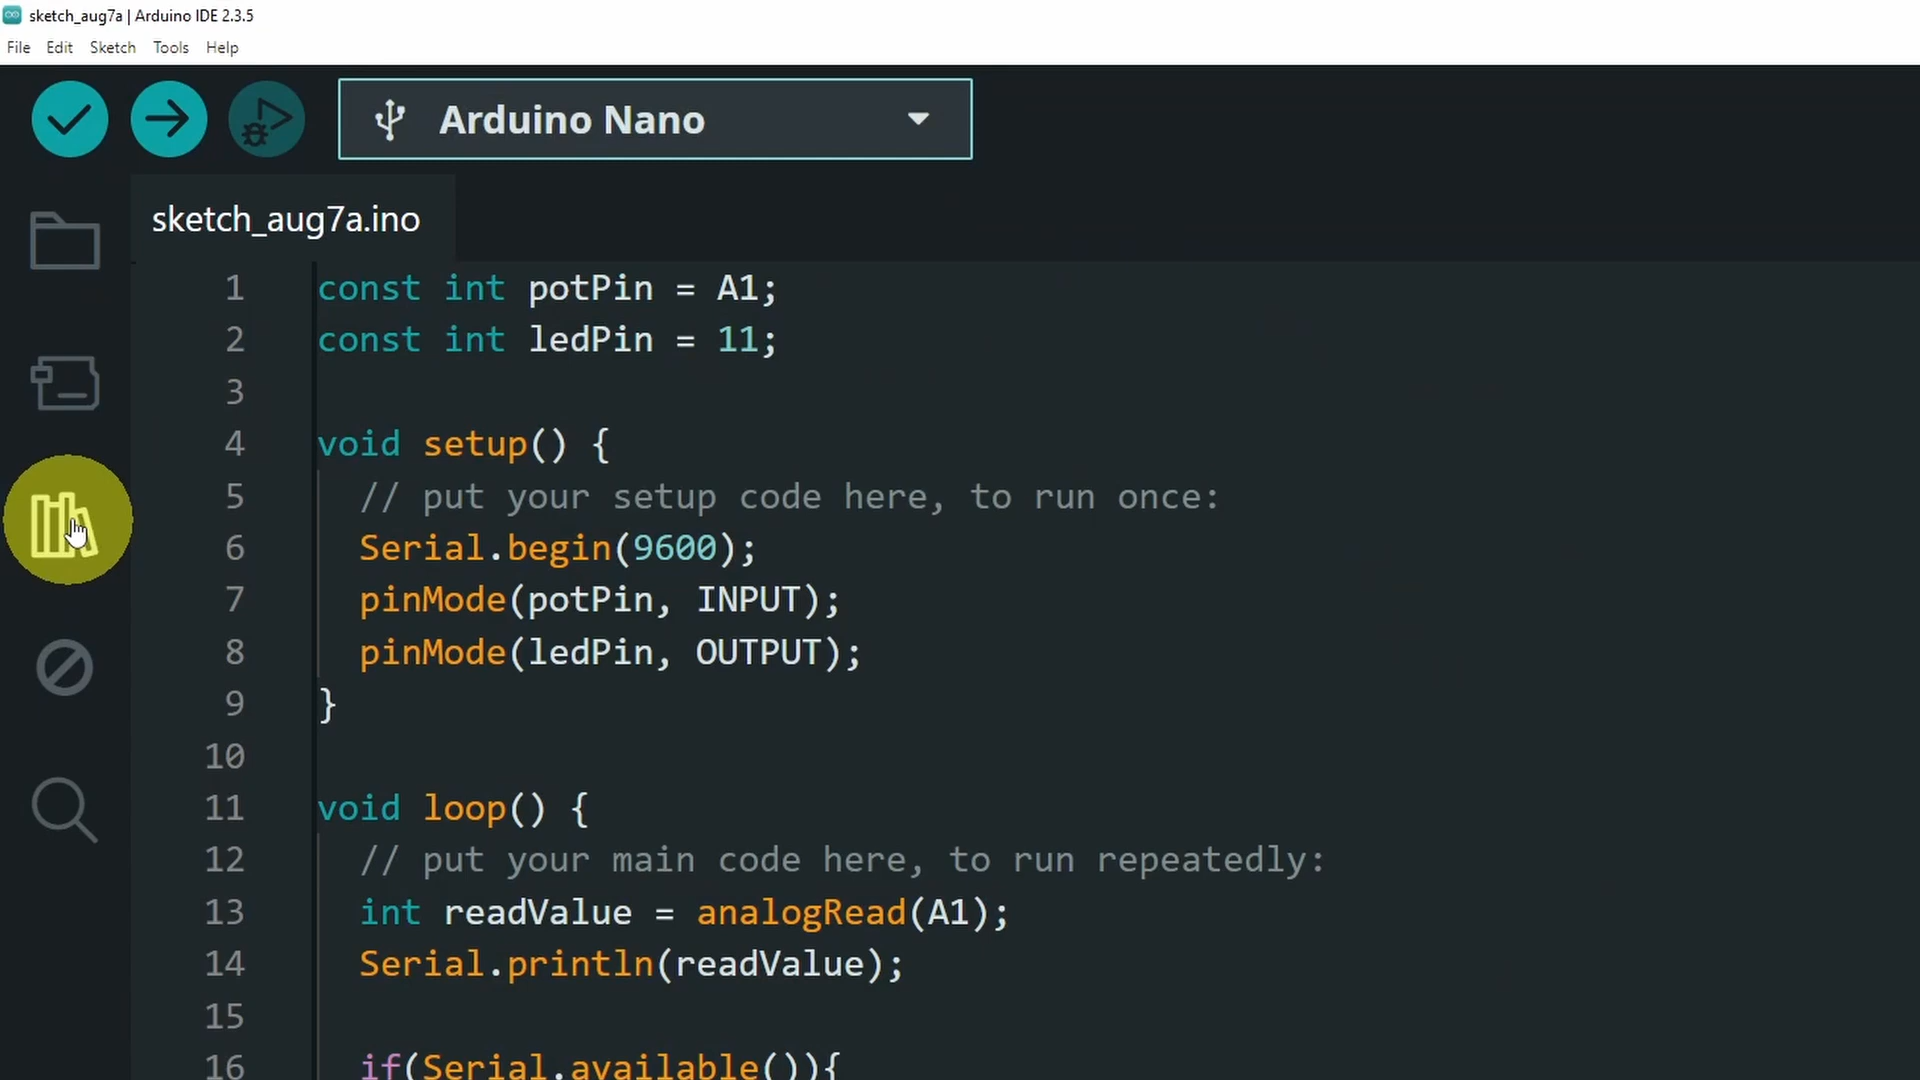 sketch_aug7a | Arduino IDE 2.3.5
File Edit Sketch Tools Help
Arduino Nano
sketch_aug7a.ino
1 const int potPin = A1;
2 const int ledPin = 11;
3
4 void setup() {
5 // put your setup code here, to run once:
6 Serial.begin(9600);
7 pinMode(potPin, INPUT);
8 pinMode(ledPin, OUTPUT);
9 }
10
11 void loop() {
12 // put your main code here, to run repeatedly:
13 int readValue = analogRead(A1);
14 Serial.println(readValue);
15
16 if(Serial.available()){